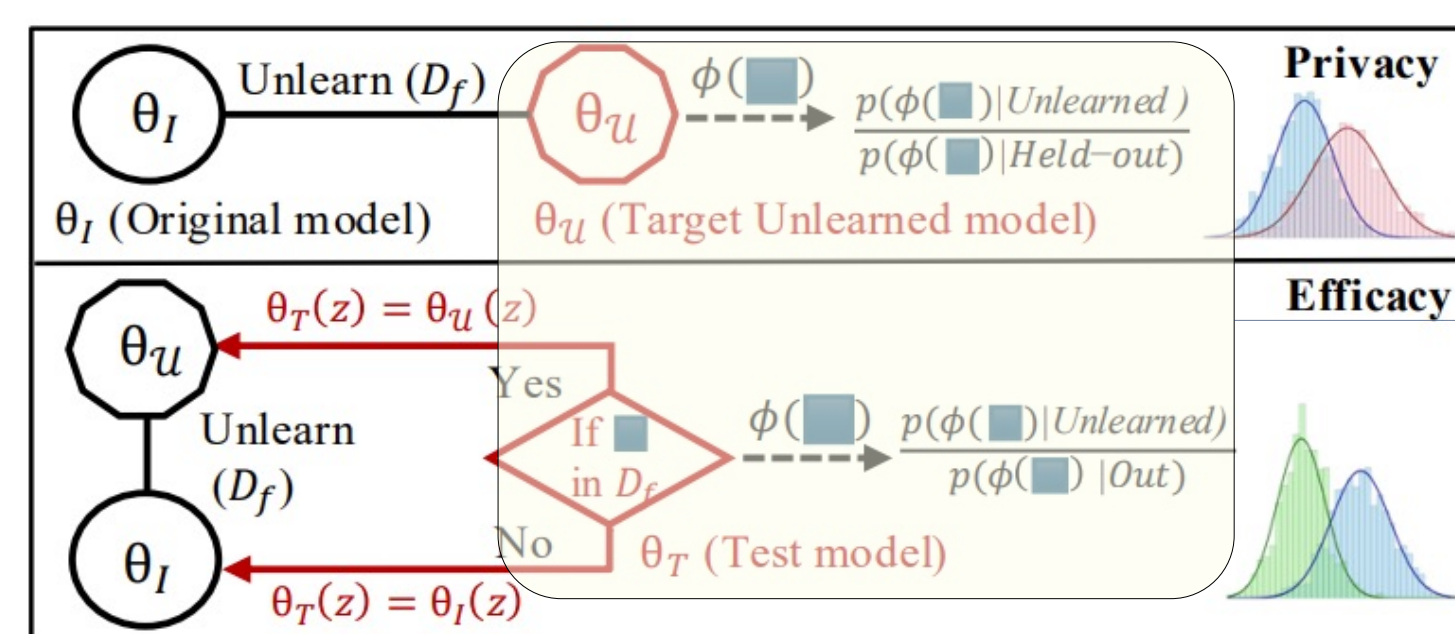 Unlearn (D_f)
θ_I
θ_𝒰
ϕ(■)
p(ϕ(■)|Unlearned)
p(ϕ(■)|Held−out)
Privacy
θ_I (Original model)
θ_𝒰 (Target Unlearned model)
Efficacy
θ_T(z) = θ_𝒰(z)
θ_𝒰
Yes
Unlearn
(D_f)
If ■
in D_f
ϕ(■)
p(ϕ(■)|Unlearned)
p(ϕ(■) |Out)
No
θ_T (Test model)
θ_I
θ_T(z) = θ_I(z)